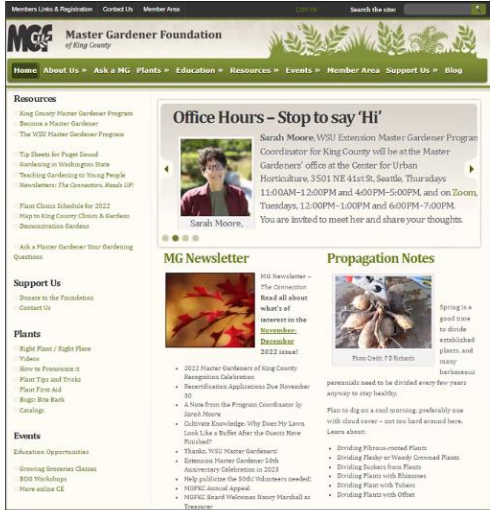 Members Links & Registration Contact Us Member Area LOG IN Search the site:
MGF
Master Gardener Foundation
of King County
Home About Us » Ask a MG Plants » Education » Resources » Events » Member Area Support Us » Blog
Resources
King County Master Gardener Program
Become a Master Gardener
The WSU Master Gardener Program
Tip Sheets for Puget Sound
Gardening in Washington State
Teaching Gardening to Young People
Newsletters: The Connection, Heads UP!
Plant Clinics Schedule for 2022
Map to King County Clinics & Gardens
Demonstration Gardens
Ask a Master Gardener Your Gardening
Questions
Support Us
Donate to the Foundation
Contact Us
Plants
Right Plant / Right Place
Videos
How to Pronounce it
Plant Tips and Tricks
Plant First Aid
Bugs: Bite Back
Catalogs
Events
Education Opportunities
Growing Groceries Classes
BDG Workshops
More online CE
Office Hours – Stop to say ‘Hi’
Sarah Moore, WSU Extension Master Gardener Program
Coordinator for King County will be at the Master
Gardeners’ office at the Center for Urban
Horticulture, 3501 NE 41st St, Seattle, Thursdays
11:00AM–12:00PM and 4:00PM–5:00PM, and on Zoom,
Tuesdays, 12:00PM–1:00PM and 6:00PM–7:00PM.
You are invited to meet her and share your thoughts.
Sarah Moore,
MG Newsletter
MG Newsletter –
The Connection
Read all about
what’s of
interest in the
November-
December
2022 issue!
2022 Master Gardeners of King County
Recognition Celebration
Recertification Applications Due November
30
A Note from the Program Coordinator by
Sarah Moore
Cultivate Knowledge: Why Does My Lawn
Look Like a Buffer After the Guests Have
Finished?
Thanks, WSU Master Gardeners!
Extension Master Gardener 50th
Anniversary Celebration in 2023
Help publicize the 50th: Volunteers needed!
MGFKC Annual Appeal
MGFKC Board Welcomes Nancy Marshall as
Treasurer
Propagation Notes
Photo Credit: F D Richards
Spring is a
good time
to divide
established
plants, and
many
herbaceous
perennials need to be divided every few years
anyway to stay healthy.
Plan to dig on a cool morning, preferably one
with cloud cover – not too hard around here.
Learn about:
Dividing Fibrous-rooted Plants
Dividing Fleshy or Woody Crowned Plants
Dividing Suckers from Plants
Dividing Plants with Rhizomes
Dividing Plant with Tubers
Dividing Plants with Offset